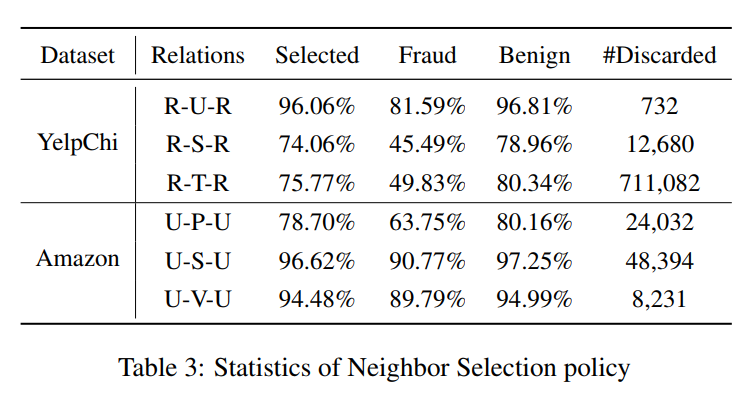 Dataset Relations Selected Fraud Benign #Discarded
R-U-R 96.06% 81.59% 96.81% 732
YelpChi R-S-R 74.06% 45.49% 78.96% 12,680
R-T-R 75.77% 49.83% 80.34% 711,082
U-P-U 78.70% 63.75% 80.16% 24,032
Amazon U-S-U 96.62% 90.77% 97.25% 48,394
U-V-U 94.48% 89.79% 94.99% 8,231
Table 3: Statistics of Neighbor Selection policy